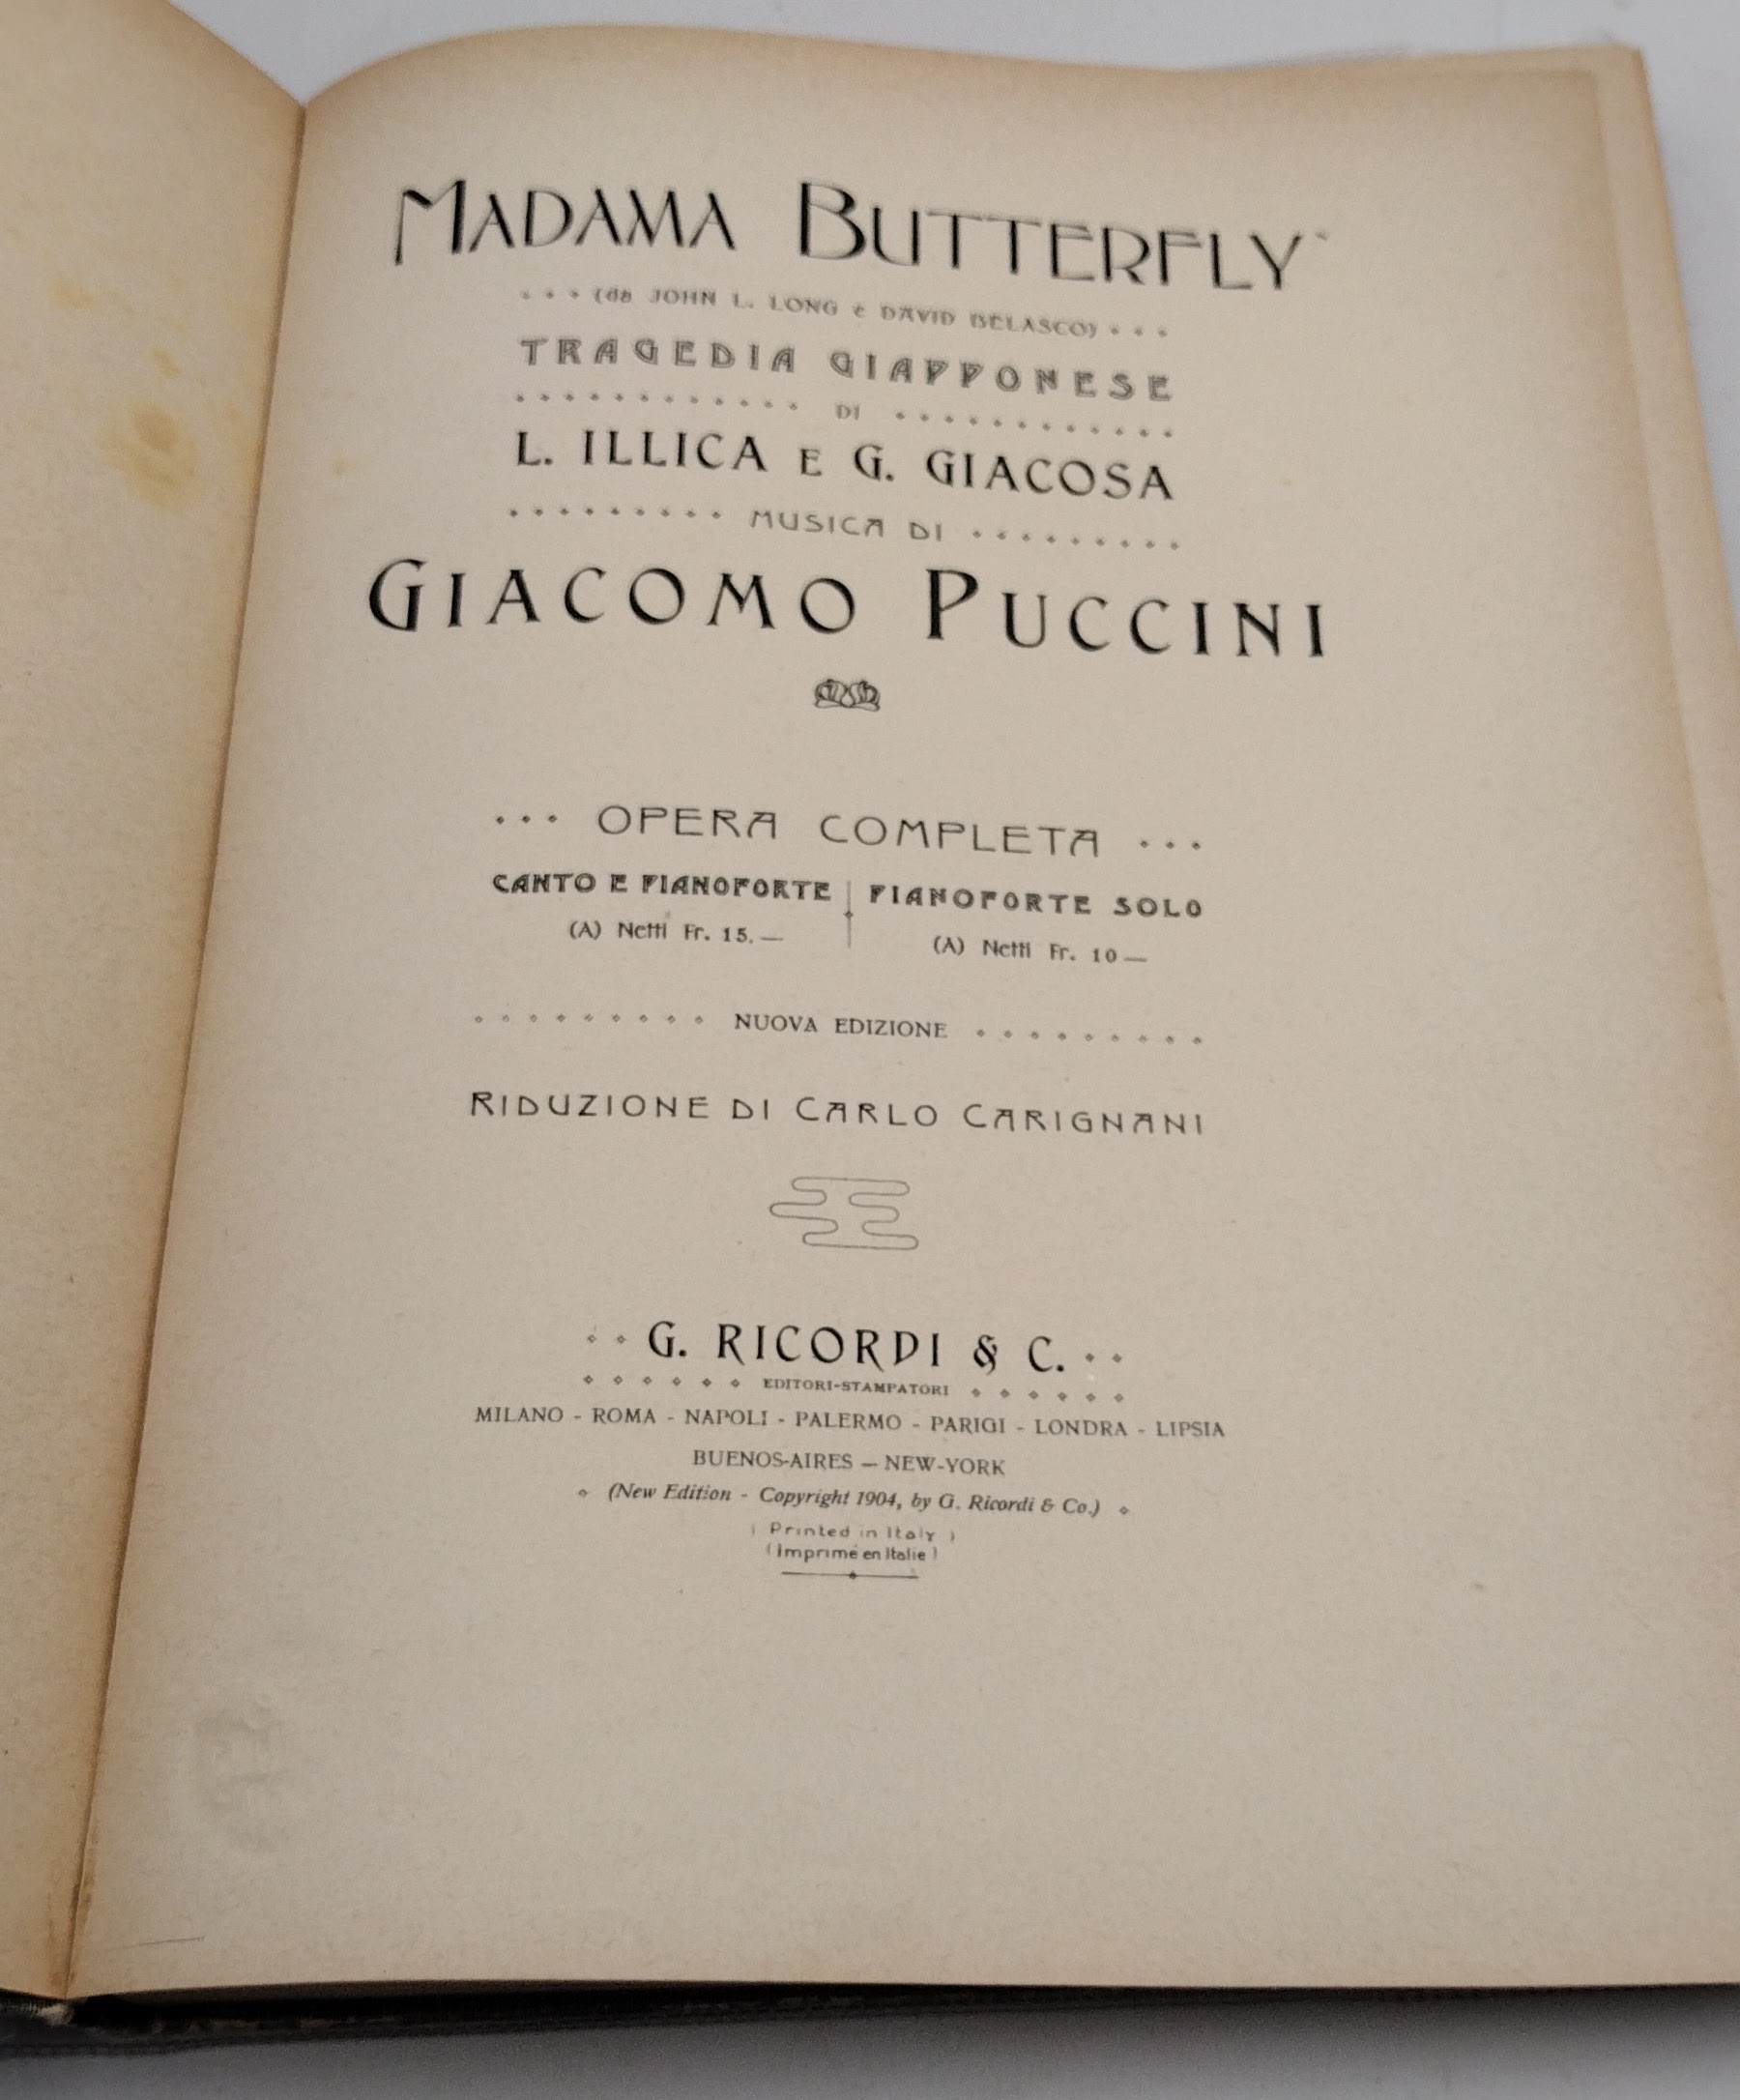 MADAMA BUTTERFLY
(da JOHN L. LONG e DAVID BELASCO)
TRAGEDIA GIAPPONESE
DI
L. ILLICA E G. GIACOSA
MUSICA DI
GIACOMO PUCCINI
OPERA COMPLETA
CANTO E PIANOFORTE | PIANOFORTE SOLO
(A) Netti Fr. 15.— (A) Netti Fr. 10—
NUOVA EDIZIONE
RIDUZIONE DI CARLO CARIGNANI
G. RICORDI & C.
EDITORI-STAMPATORI
MILANO - ROMA - NAPOLI - PALERMO - PARIGI - LONDRA - LIPSIA
BUENOS-AIRES — NEW-YORK
(New Edition - Copyright 1904, by G. Ricordi & Co.)
(Printed in Italy)
(Imprimé en Italie)